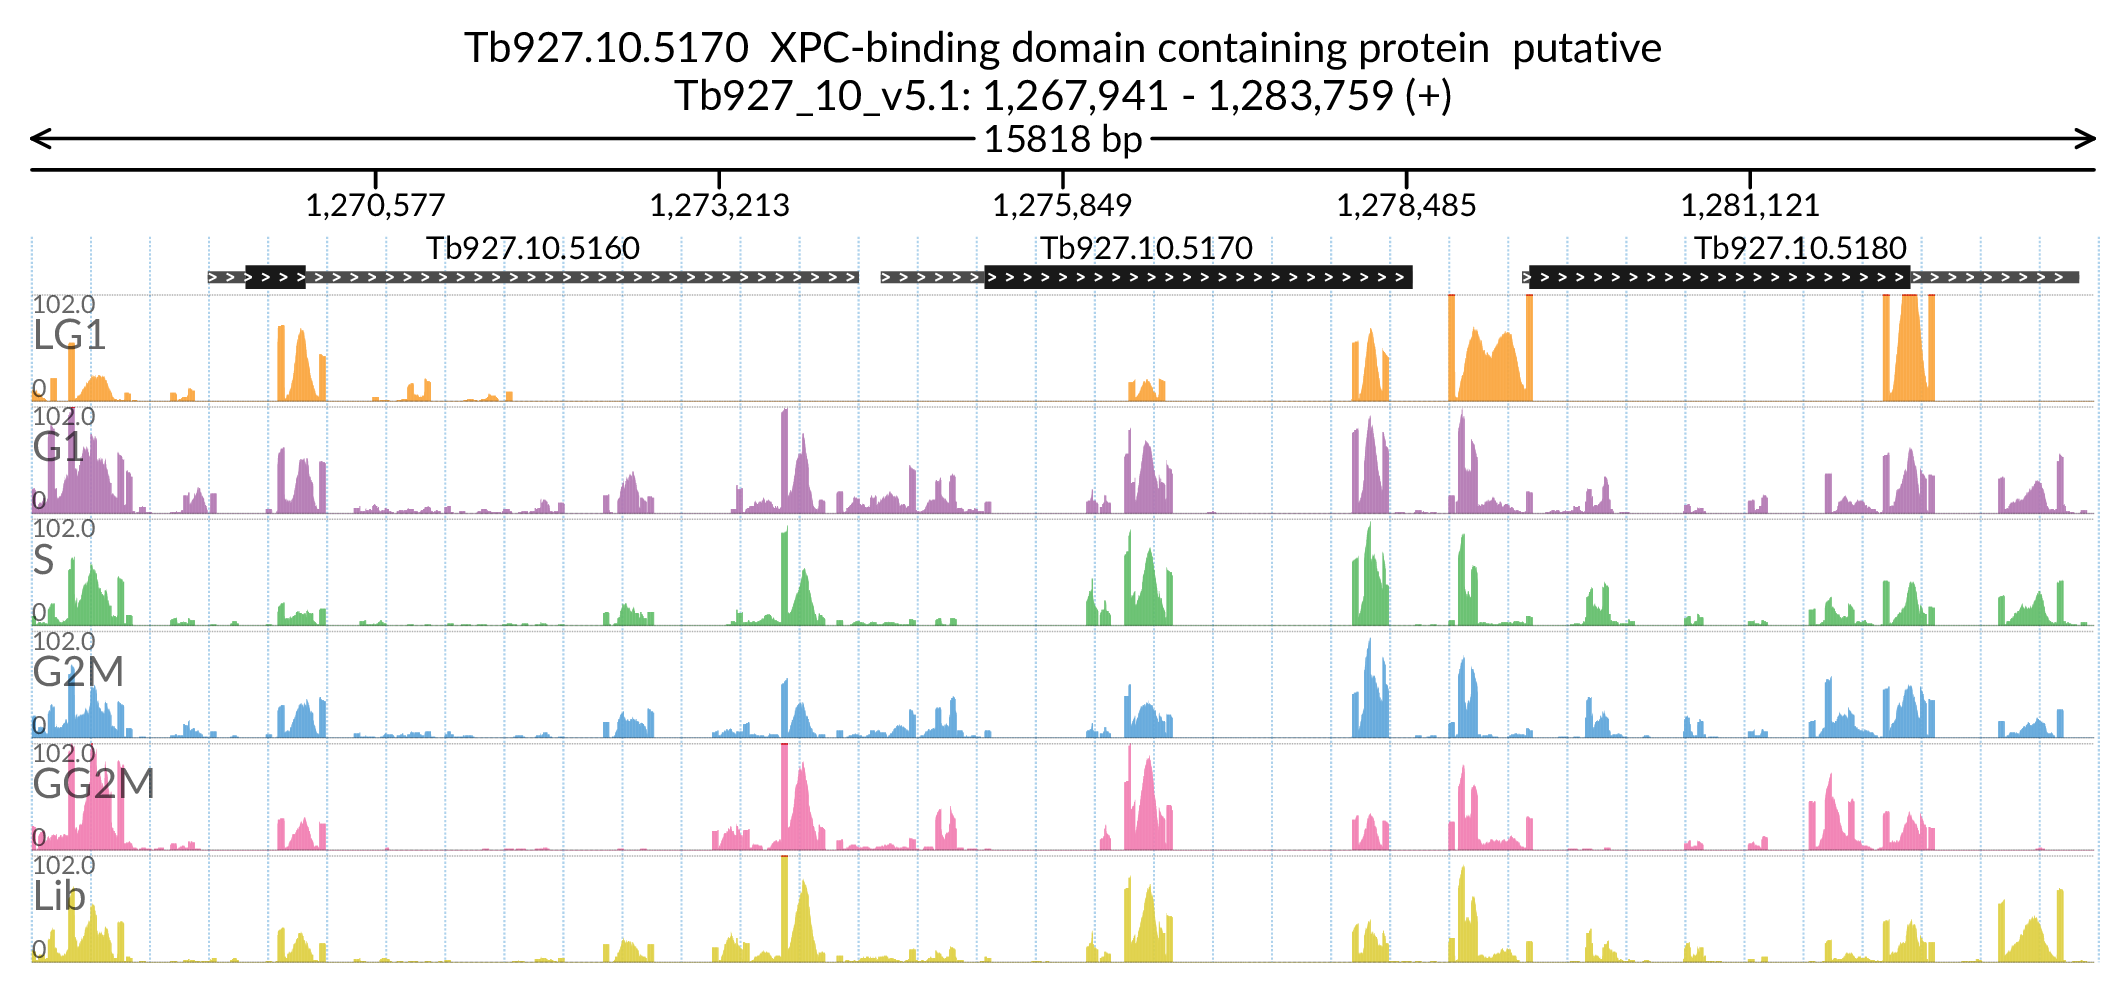 Tb927.10.5170 XPC-binding domain containing protein putative
Tb927_10_v5.1: 1,267,941 - 1,283,759 (+)
15818 bp
1,270,577 1,273,213 1,275,849 1,278,485 1,281,121
Tb927.10.5160 Tb927.10.5170 Tb927.10.5180
102.0
LG1
0
102.0
G1
0
102.0
S
0
102.0
G2M
0
102.0
GG2M
0
102.0
Lib
0